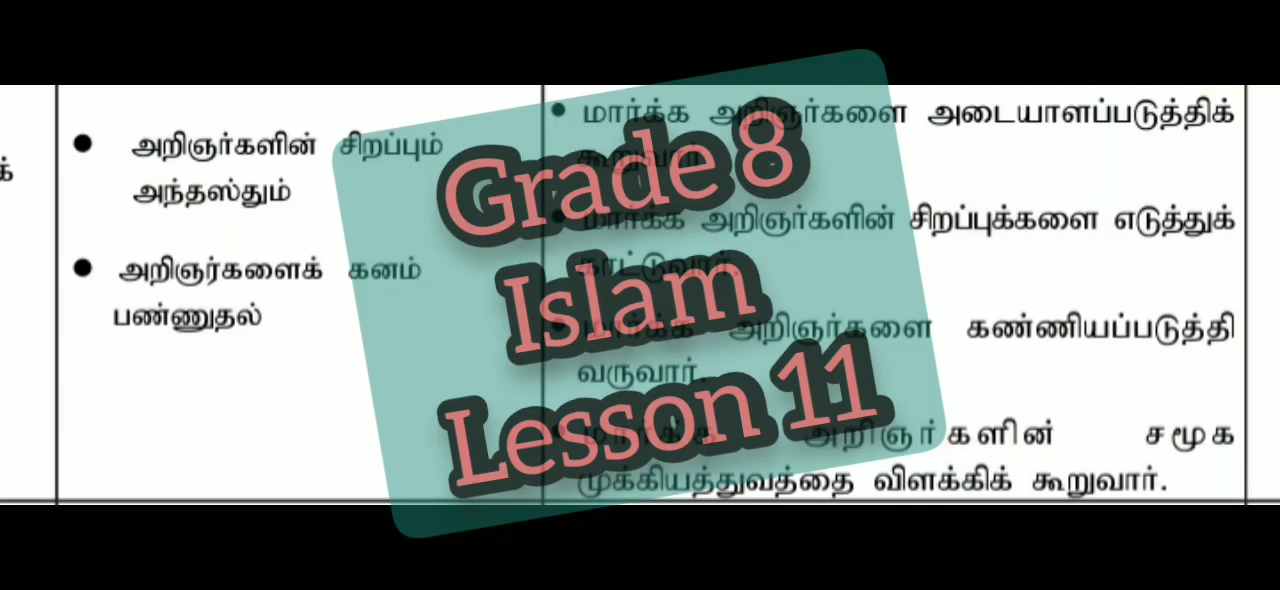 க்
● அறிஞர்களின் சிறப்பும்
அந்தஸ்தும்
● அறிஞர்களைக் கனம்
பண்ணுதல்
● மார்க்க அறிஞர்களை அடையாளப்படுத்திக்
கூறுவார்.
● மார்க்க அறிஞர்களின் சிறப்புக்களை எடுத்துக்
காட்டுவார்.
● மார்க்க அறிஞர்களை கண்ணியப்படுத்தி
வருவார்.
● மார்க்க அறிஞர்களின் சமூக
முக்கியத்துவத்தை விளக்கிக் கூறுவார்.
Grade 8
Islam
Lesson 11